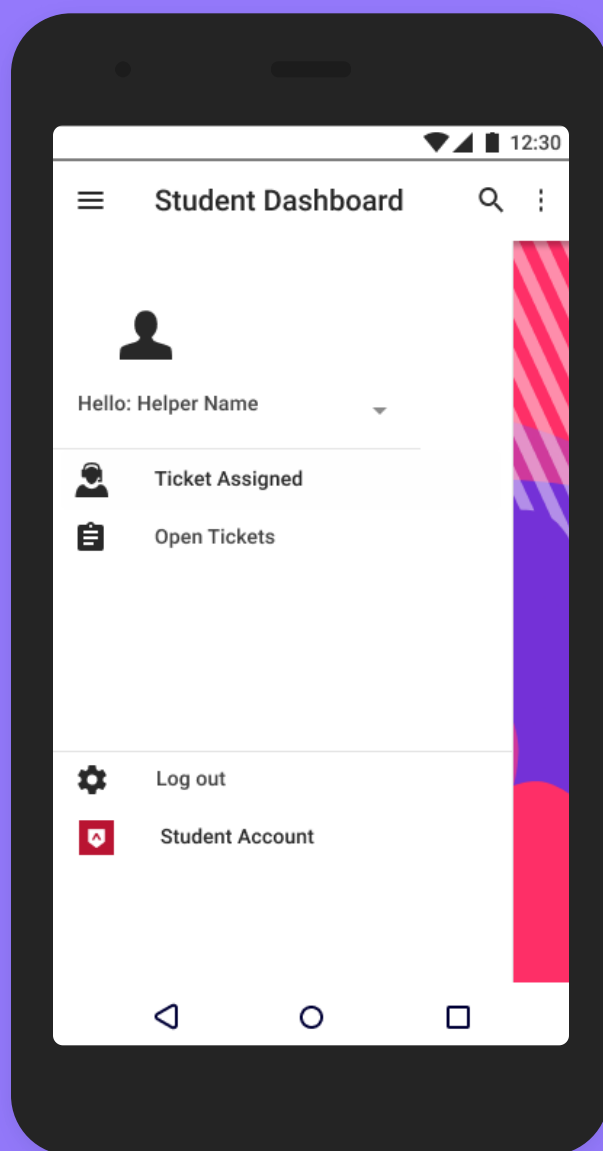 12:30
Student Dashboard
Hello: Helper Name
Ticket Assigned
Open Tickets
Log out
Student Account